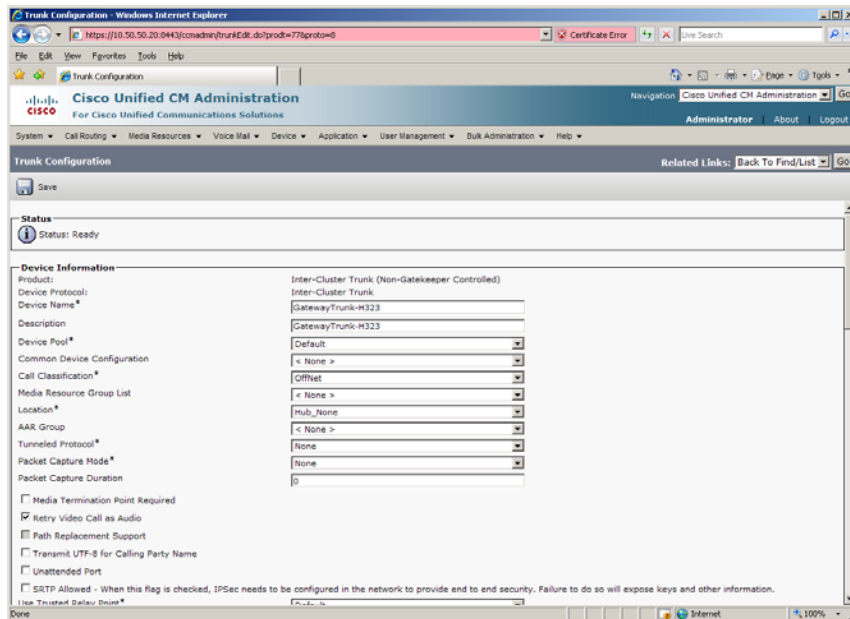 Trunk Configuration - Windows Internet Explorer
https://10.50.50.20:8443/ccmadmin/trunkEdit.do?prodt=77&proto=8 Certificate Error Live Search
File Edit View Favorites Tools Help
Trunk Configuration Page Tools
Cisco Unified CM Administration Navigation Cisco Unified CM Administration Go
CISCO For Cisco Unified Communications Solutions Administrator About Logout
System Call Routing Media Resources Voice Mail Device Application User Management Bulk Administration Help
Trunk Configuration Related Links: Back To Find/List Go
Save
Status
Status: Ready
Device Information
Product: Inter-Cluster Trunk (Non-Gatekeeper Controlled)
Device Protocol: Inter-Cluster Trunk
Device Name* GatewayTrunk-H323
Description GatewayTrunk-H323
Device Pool* Default
Common Device Configuration < None >
Call Classification* OffNet
Media Resource Group List < None >
Location* Hub_None
AAR Group < None >
Tunneled Protocol* None
Packet Capture Mode* None
Packet Capture Duration 0
Media Termination Point Required
Retry Video Call as Audio
Path Replacement Support
Transmit UTF-8 for Calling Party Name
Unattended Port
SRTP Allowed - When this flag is checked, IPSec needs to be configured in the network to provide end to end security. Failure to do so will expose keys and other information.
Use Trusted Relay Point* Default
Done Internet 100%